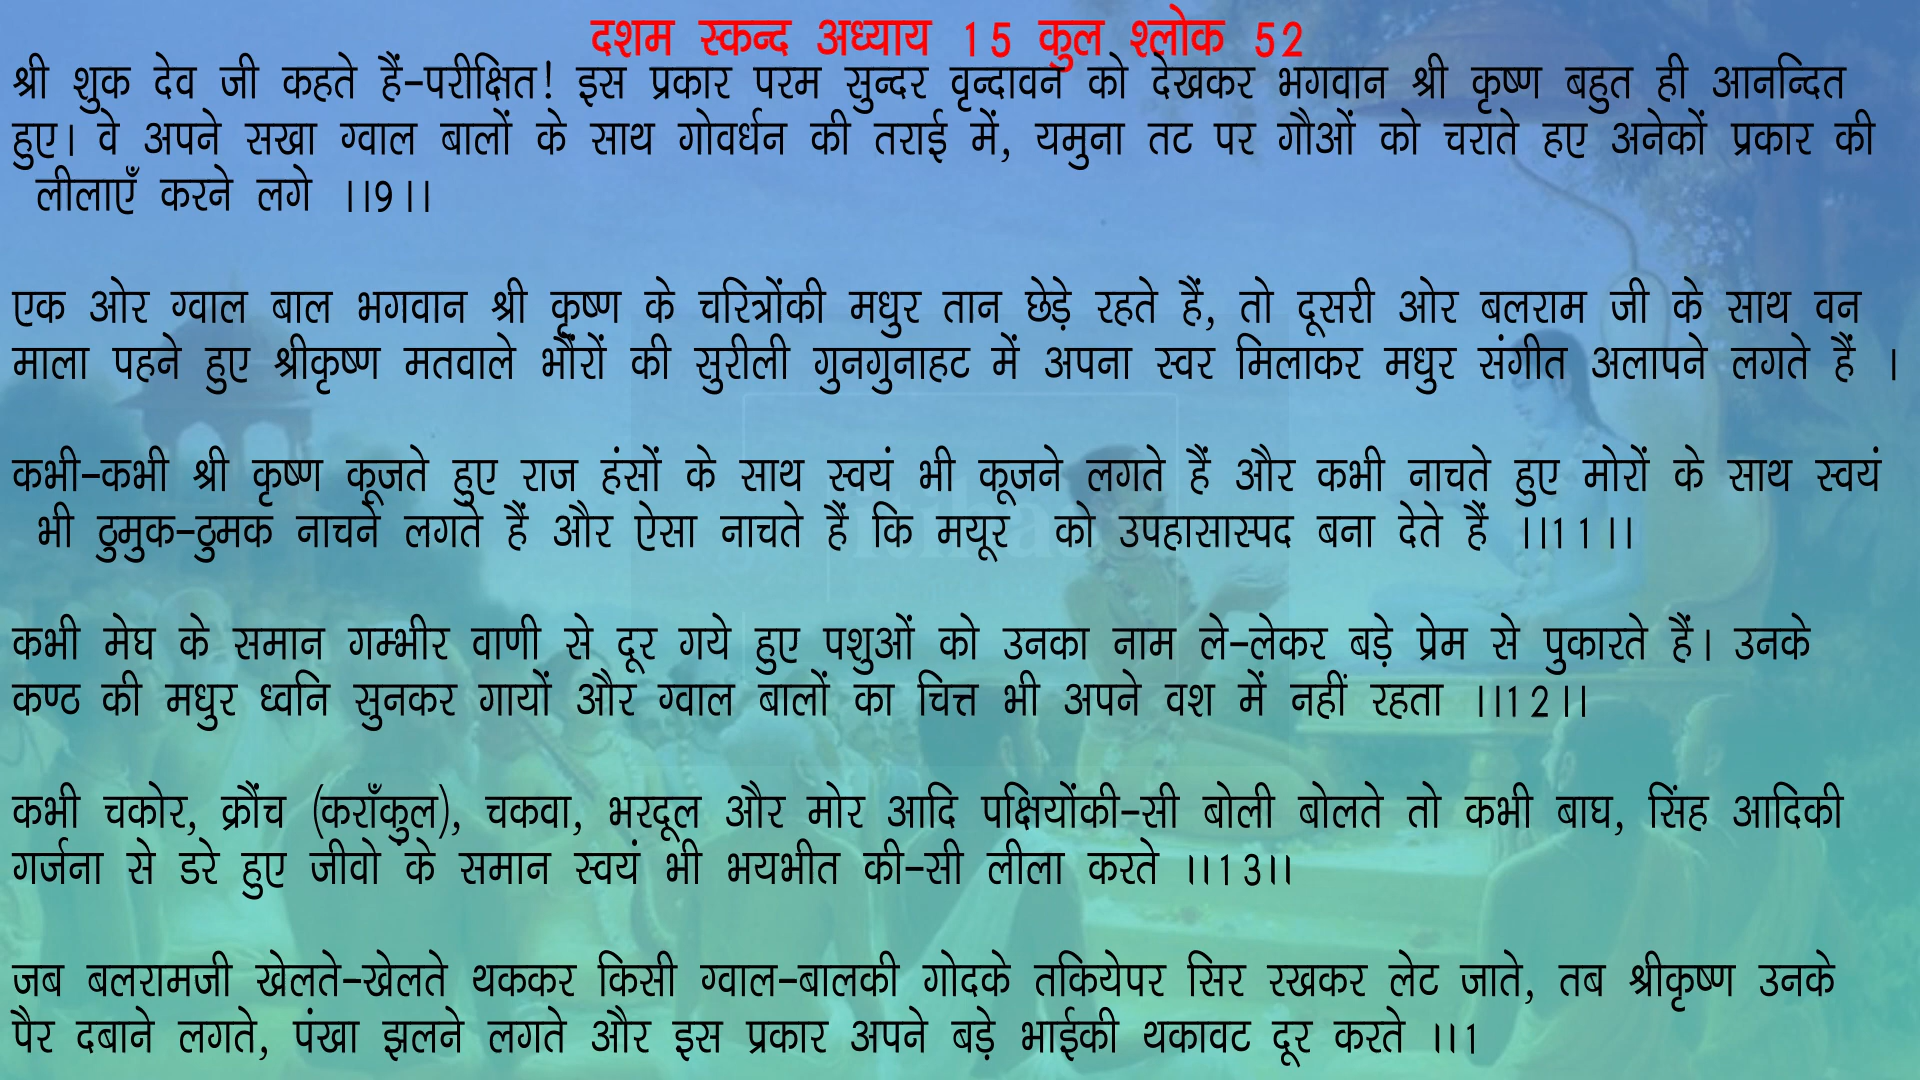 दशम स्कन्द अध्याय 15 कुल श्लोक 52
श्री शुक देव जी कहते हैं-परीक्षित! इस प्रकार परम सुन्दर वृन्दावन को देखकर भगवान श्री कृष्ण बहुत ही आनन्दित
हुए। वे अपने सखा ग्वाल बालों के साथ गोवर्धन की तराई में, यमुना तट पर गौओं को चराते हए अनेकों प्रकार की
लीलाएँ करने लगे ।।9।।
एक ओर ग्वाल बाल भगवान श्री कृष्ण के चरित्रोंकी मधुर तान छेड़े रहते हैं, तो दूसरी ओर बलराम जी के साथ वन
माला पहने हुए श्रीकृष्ण मतवाले भौंरों की सुरीली गुनगुनाहट में अपना स्वर मिलाकर मधुर संगीत अलापने लगते हैं ।
कभी-कभी श्री कृष्ण कूजते हुए राज हंसों के साथ स्वयं भी कूजने लगते हैं और कभी नाचते हुए मोरों के साथ स्वयं
भी ठुमुक-ठुमक नाचने लगते हैं और ऐसा नाचते हैं कि मयूर को उपहासास्पद बना देते हैं ।।11।।
कभी मेघ के समान गम्भीर वाणी से दूर गये हुए पशुओं को उनका नाम ले-लेकर बड़े प्रेम से पुकारते हैं। उनके
कण्ठ की मधुर ध्वनि सुनकर गायों और ग्वाल बालों का चित्त भी अपने वश में नहीं रहता ।।12।।
कभी चकोर, क्रौंच (कराँकुल), चकवा, भरदूल और मोर आदि पक्षियोंकी-सी बोली बोलते तो कभी बाघ, सिंह आदिकी
गर्जना से डरे हुए जीवो के समान स्वयं भी भयभीत की-सी लीला करते ।।13।।
जब बलरामजी खेलते-खेलते थककर किसी ग्वाल-बालकी गोदके तकियेपर सिर रखकर लेट जाते, तब श्रीकृष्ण उनके
पैर दबाने लगते, पंखा झलने लगते और इस प्रकार अपने बड़े भाईकी थकावट दूर करते ।।1